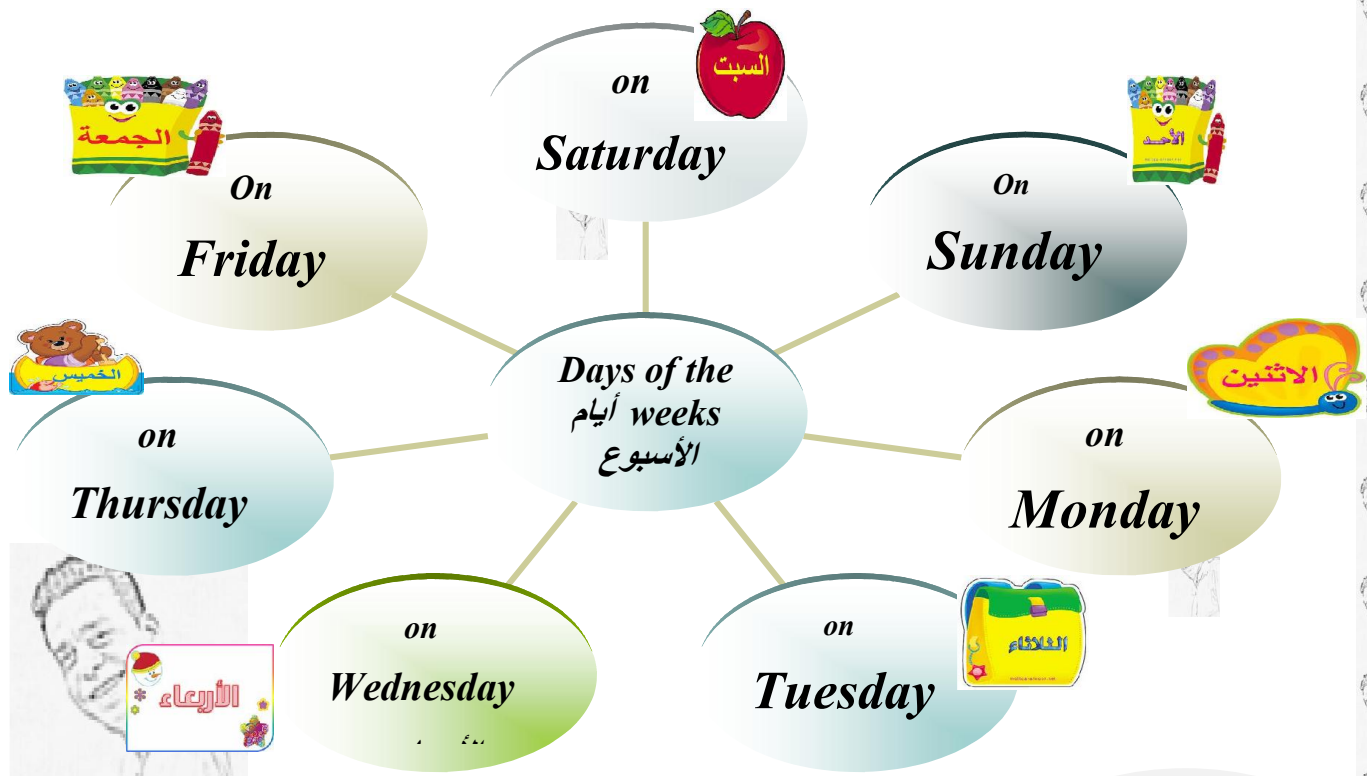 on
Saturday
السبت
On
Sunday
الأحد
on
Monday
الاثنين
on
Tuesday
الثلاثاء
on
Wednesday
الأربعاء
on
Thursday
الخميس
On
Friday
الجمعة
Days of the
weeks أيام
الأسبوع